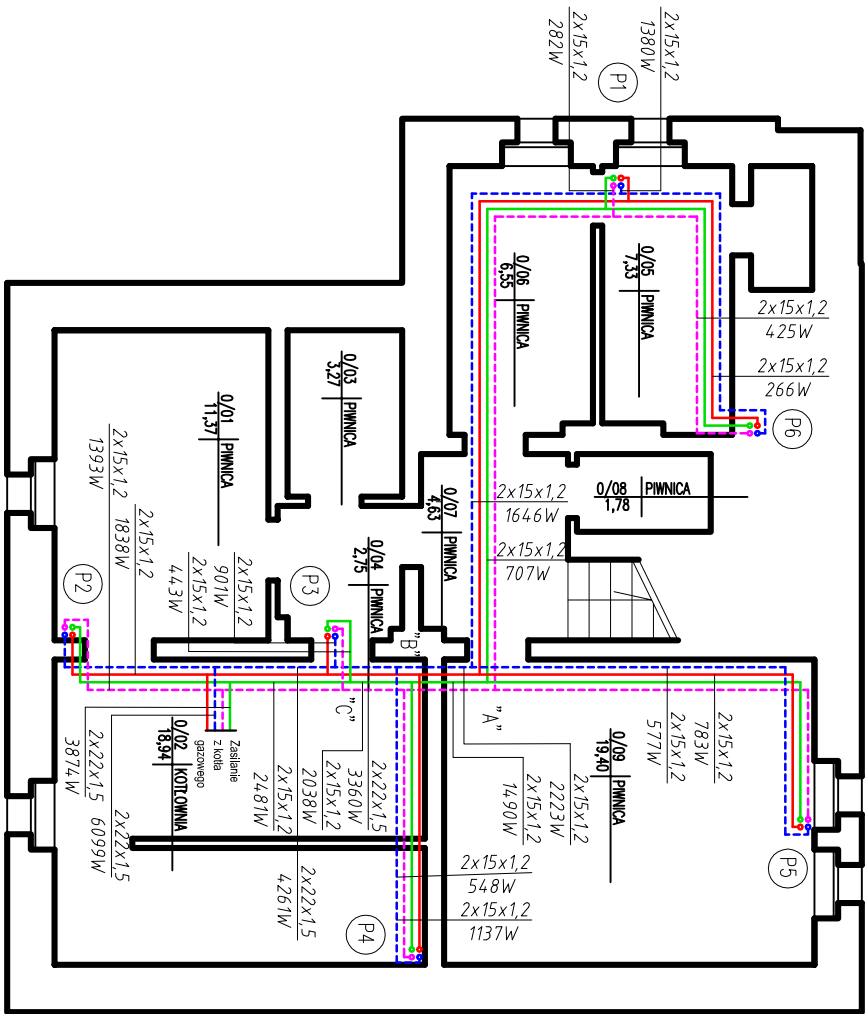 2x15x1,2
1380W
2x15x1,2
282W
P1
0/05 PIWNICA
7,33
0/06 PIWNICA
6,55
2x15x1,2
425W
2x15x1,2
266W
P6
0/03 PIWNICA
3,27
0/01 PIWNICA
11,37
0/07 PIWNICA
4,63
0/08 PIWNICA
1,78
2x15x1,2
1646W
2x15x1,2
707W
0/04 PIWNICA
2,75
2x15x1,2
1393W
2x15x1,2
1838W
2x15x1,2
901W
2x15x1,2
443W
P2
P3
"B"
"C"
"A"
Zasilanie
z kotła
gazowego
0/02 KOTŁOWNIA
18,94
0/09 PIWNICA
19,40
2x22x1,5
3874W
2x22x1,5
6099W
2x15x1,2
2481W
2x22x1,5
4261W
2x15x1,2
2038W
2x22x1,5
3360W
2x15x1,2
1490W
2x15x1,2
2223W
2x15x1,2
577W
2x15x1,2
783W
P5
2x15x1,2
548W
2x15x1,2
1137W
P4